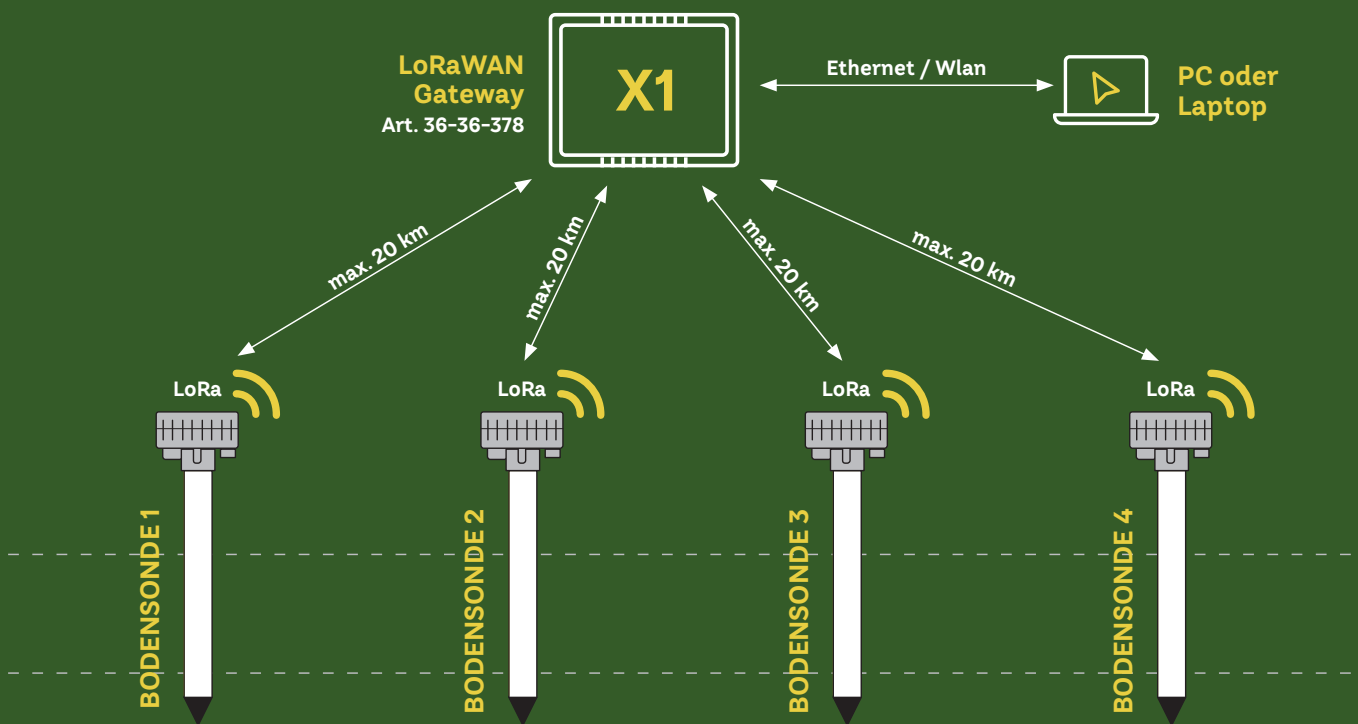 LoRaWAN
Gateway
Art. 36-36-378
X1
Ethernet / Wlan
PC oder
Laptop
max. 20 km
max. 20 km
max. 20 km
max. 20 km
LoRa
LoRa
LoRa
LoRa
BODENSONDE 1
BODENSONDE 2
BODENSONDE 3
BODENSONDE 4